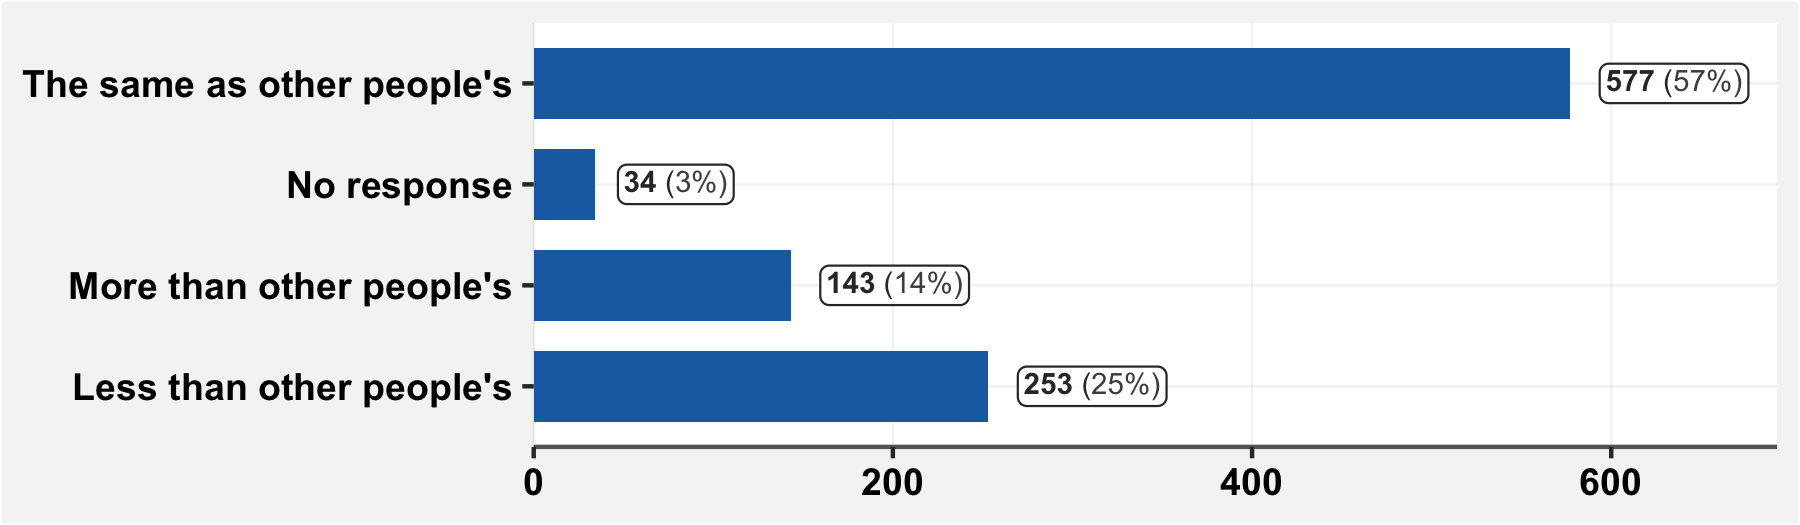 The same as other people's 577 (57%)
No response 34 (3%)
More than other people's 143 (14%)
Less than other people's 253 (25%)
0 200 400 600